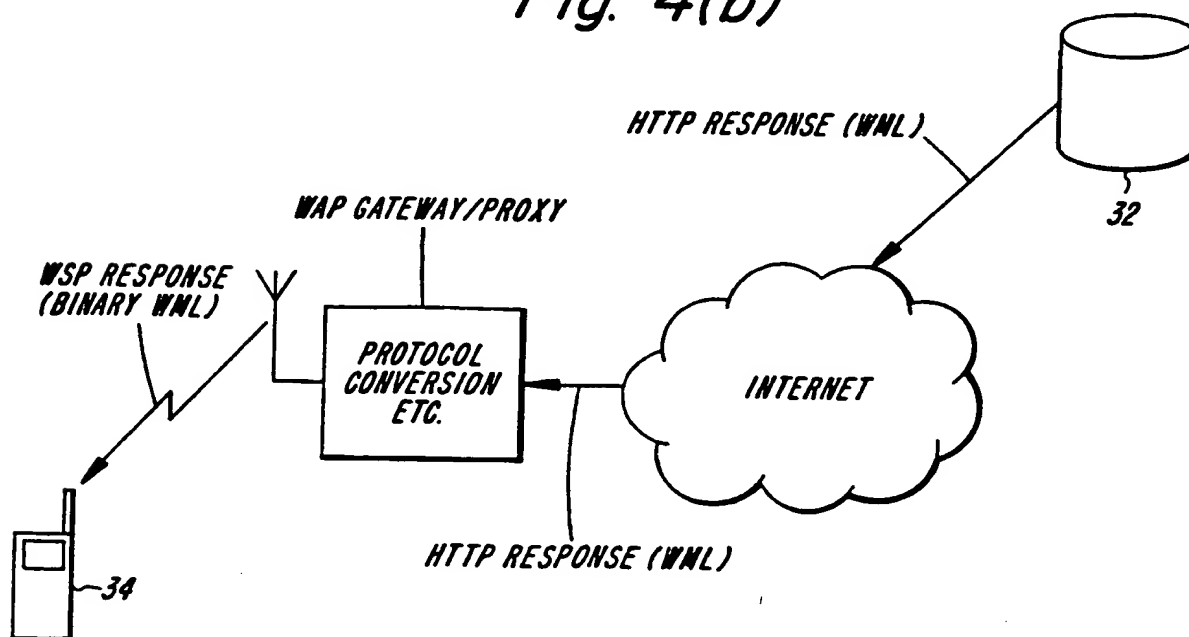 Fig. 4(b)
HTTP RESPONSE (WML)
32
WAP GATEWAY/PROXY
WSP RESPONSE
(BINARY WML)
PROTOCOL
CONVERSION
ETC.
INTERNET
HTTP RESPONSE (WML)
34